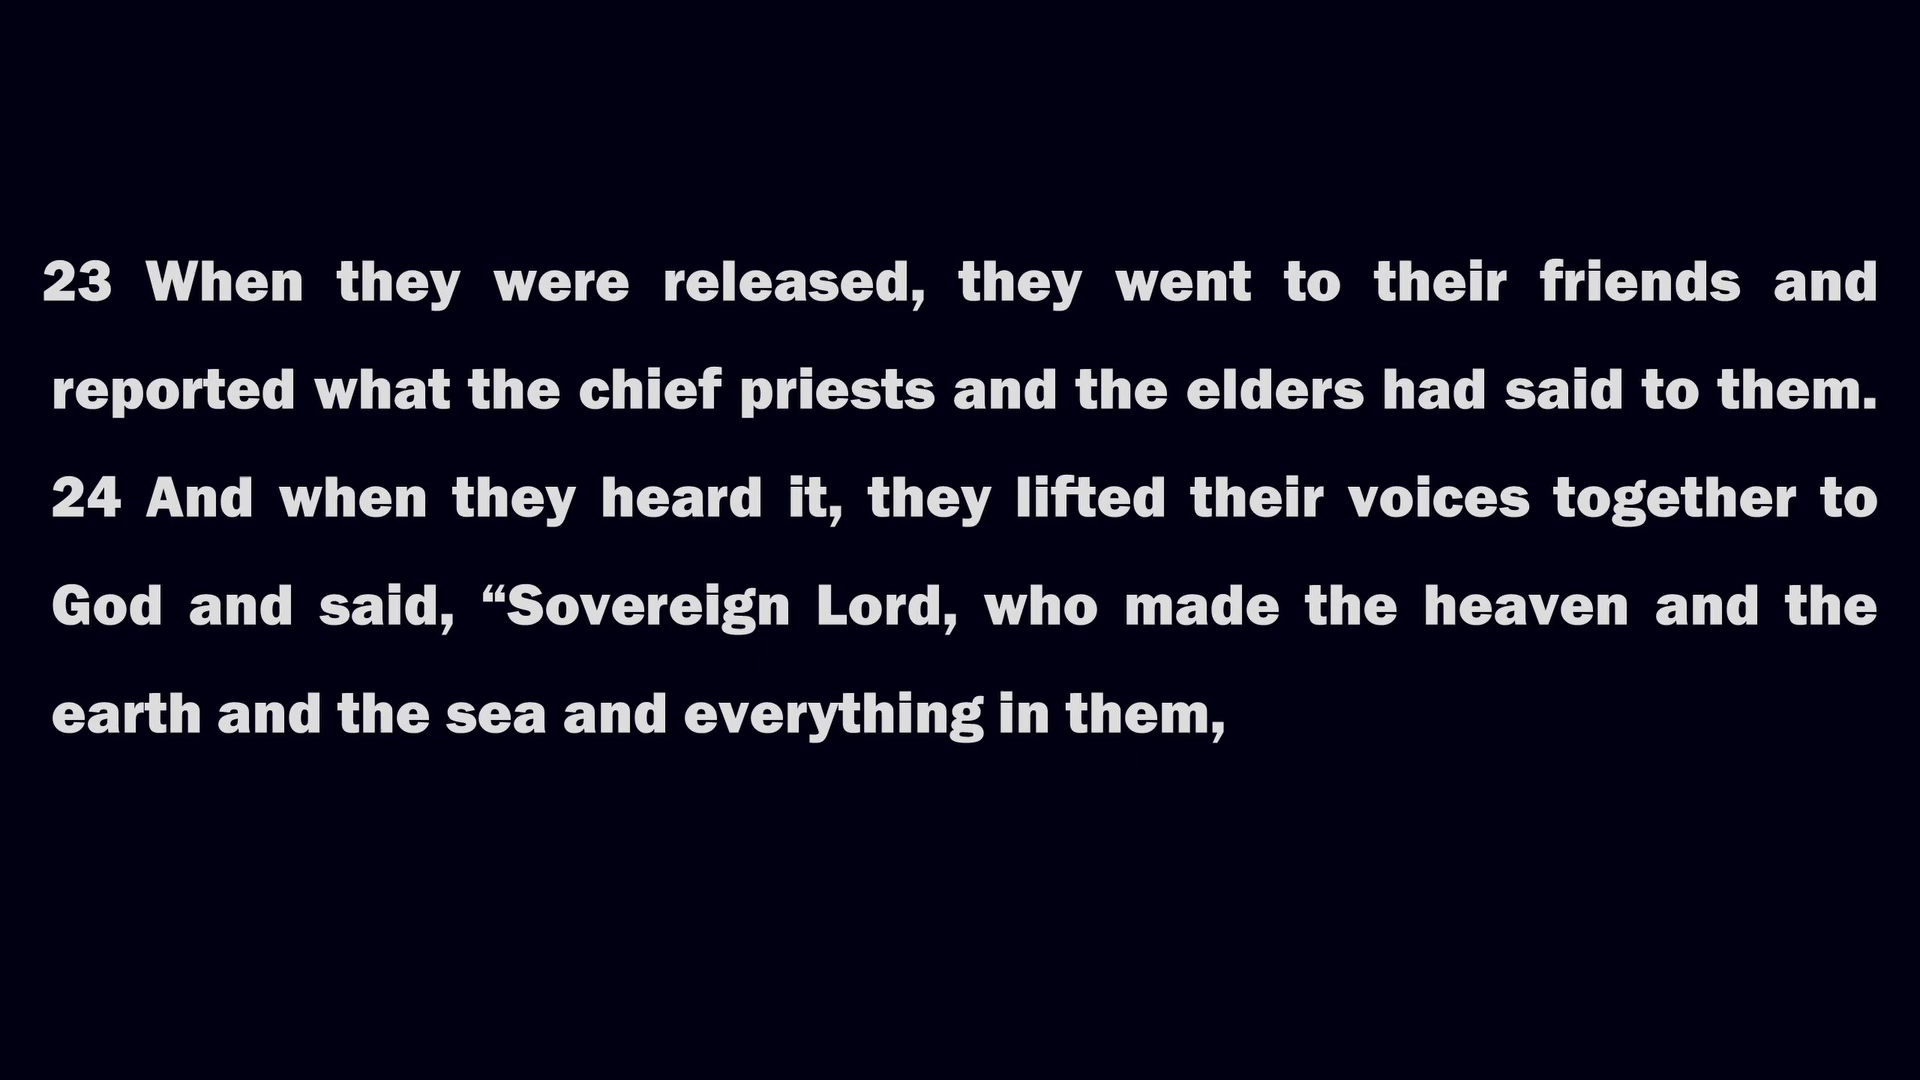 23 When they were released, they went to their friends and
reported what the chief priests and the elders had said to them.
24 And when they heard it, they lifted their voices together to
God and said, “Sovereign Lord, who made the heaven and the
earth and the sea and everything in them,